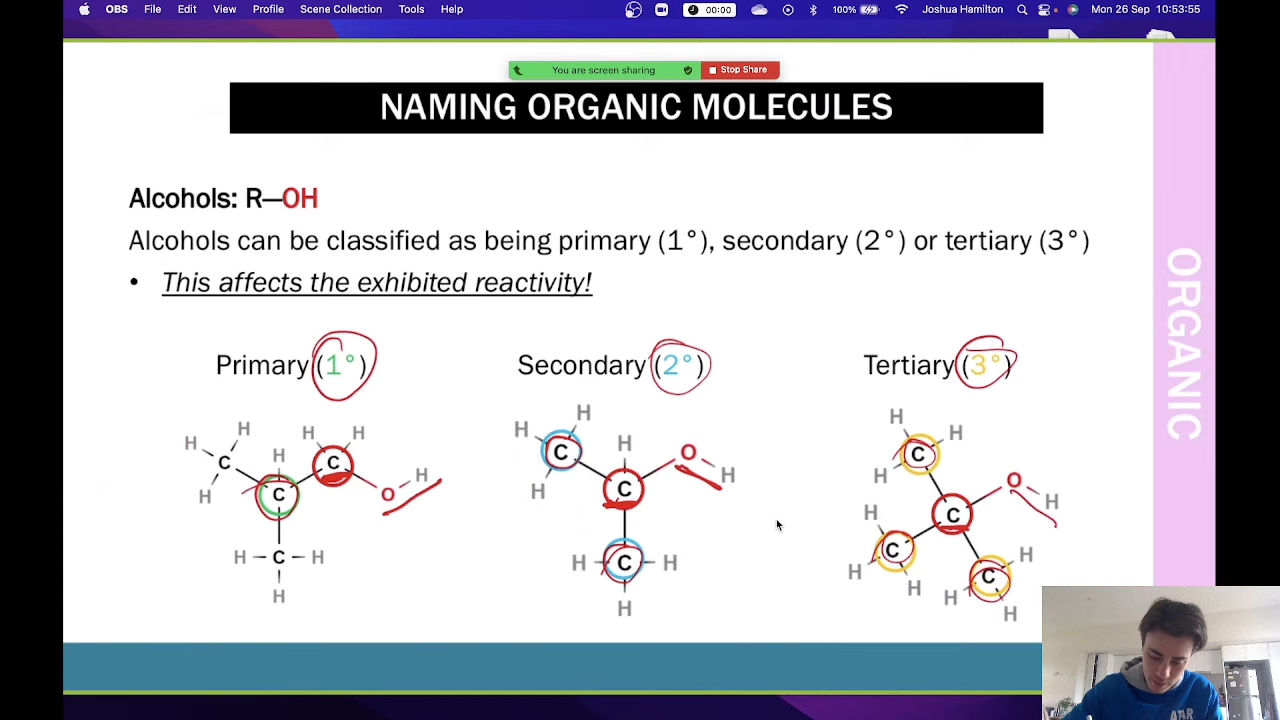 OBS File Edit View Profile Scene Collection Tools Help 00:00 100% Joshua Hamilton Mon 26 Sep 10:53:55
You are screen sharing Stop Share
NAMING ORGANIC MOLECULES
Alcohols: R—OH
Alcohols can be classified as being primary (1°), secondary (2°) or tertiary (3°)
• This affects the exhibited reactivity!
ORGANIC
Primary (1°)
H H H H H
C C
C O H
H
H C H
H
Secondary (2°)
H H
H C H O
H C H
H C H
H
Tertiary (3°)
H H
C O
H H
H C
C C H
H H H H